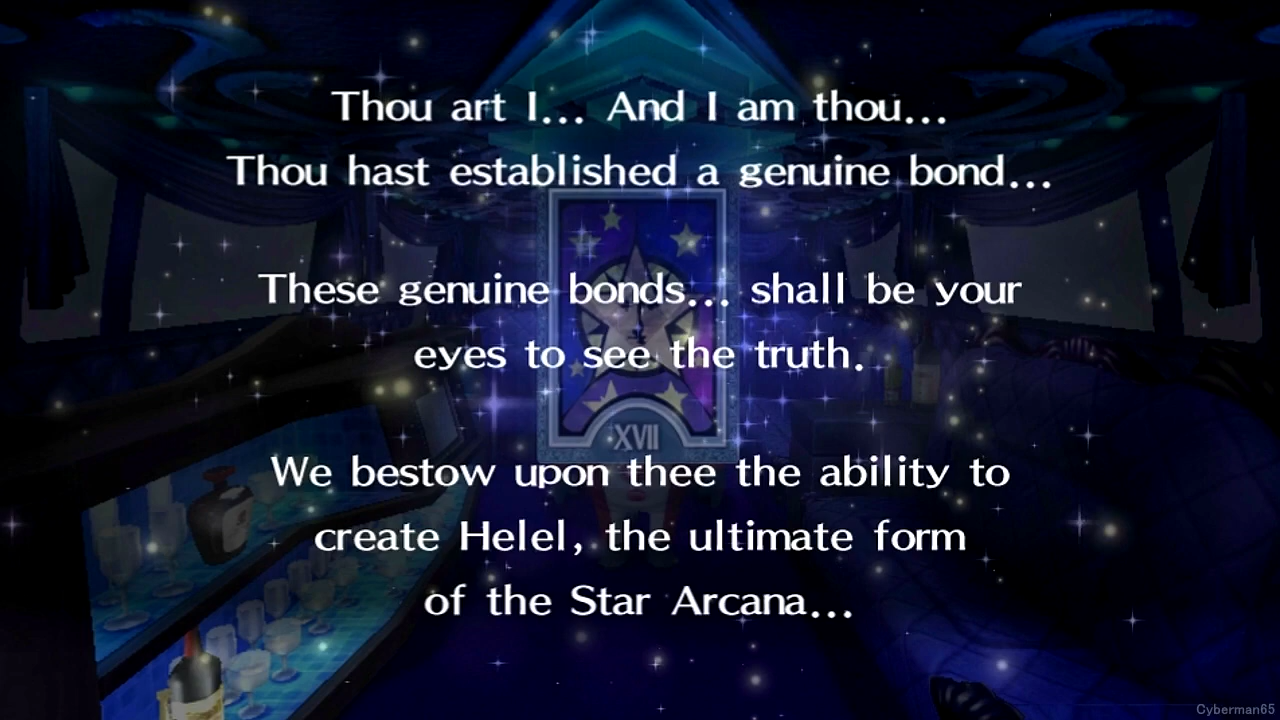 Thou art I... And I am thou...
Thou hast established a genuine bond...
These genuine bonds... shall be your
eyes to see the truth.
XVII
We bestow upon thee the ability to
create Helel, the ultimate form
of the Star Arcana...
Cyberman65